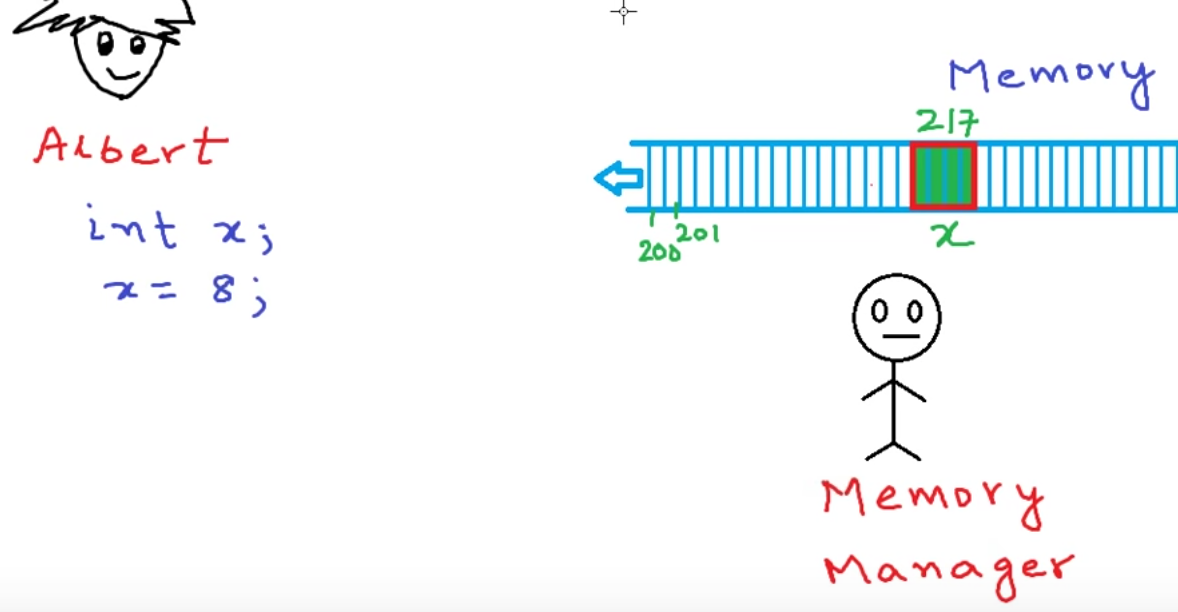 Albert
int x;
x = 8;
Memory
217
200
201
x
Memory
Manager